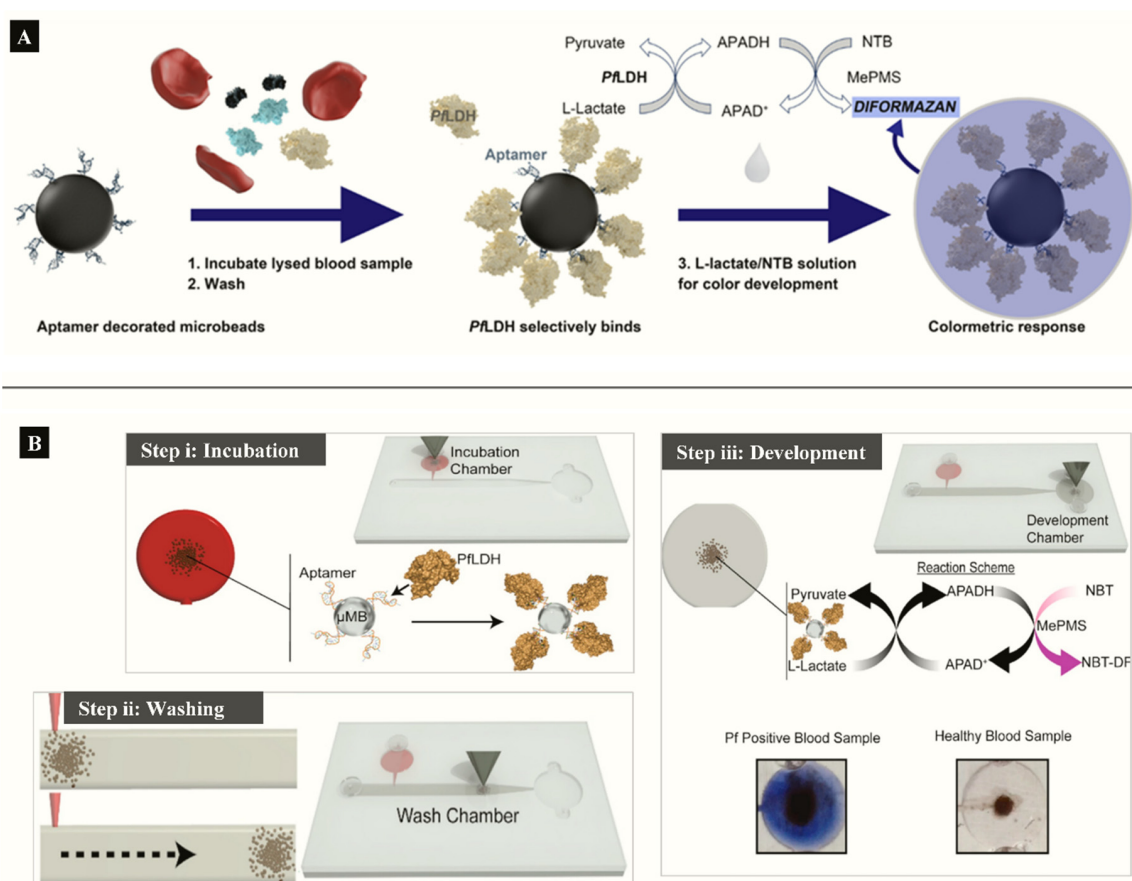 A
Pyruvate
APADH
NTB
PfLDH
MePMS
L-Lactate
APAD+
DIFORMAZAN
PfLDH
Aptamer
1. Incubate lysed blood sample
2. Wash
3. L-lactate/NTB solution
for color development
Aptamer decorated microbeads
PfLDH selectively binds
Colormetric response
B
Step i: Incubation
Incubation
Chamber
Aptamer
PfLDH
μMB
Step ii: Washing
Wash Chamber
Step iii: Development
Development
Chamber
Reaction Scheme
Pyruvate
APADH
NBT
MePMS
L-Lactate
APAD+
NBT-DF
Pf Positive Blood Sample
Healthy Blood Sample